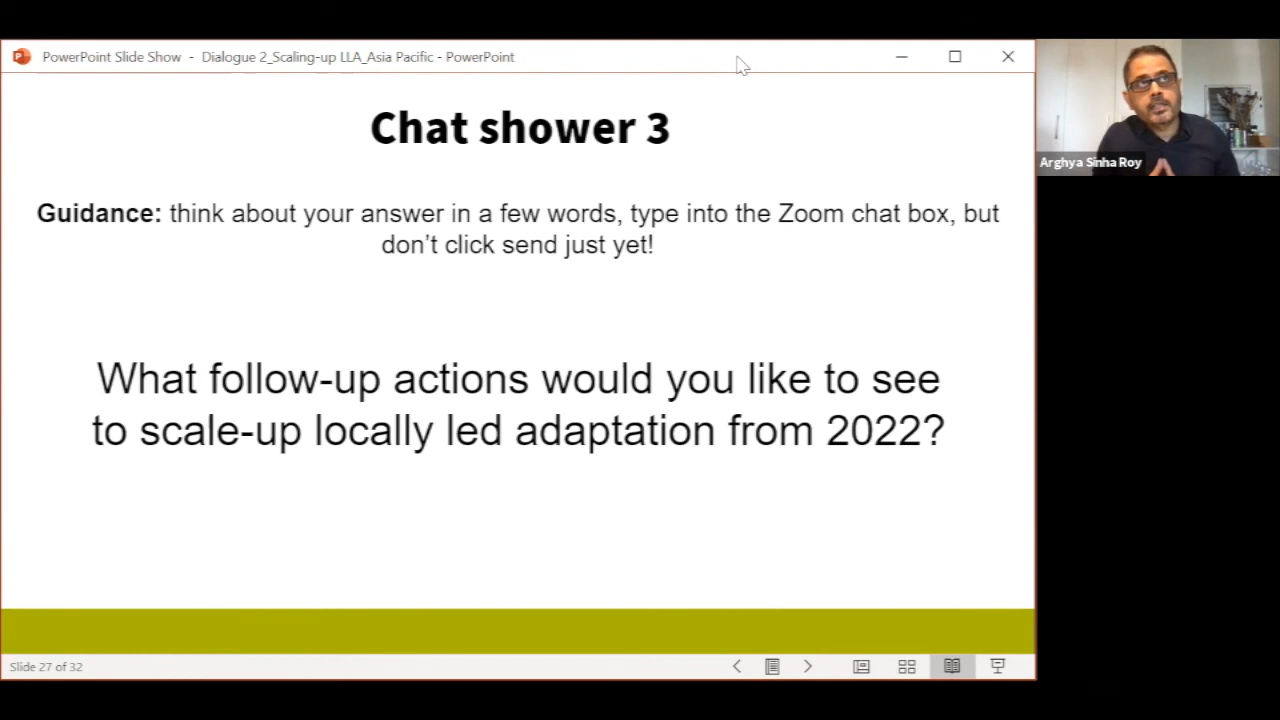 PowerPoint Slide Show - Dialogue 2_Scaling-up LLA_Asia Pacific - PowerPoint
Chat shower 3
Guidance: think about your answer in a few words, type into the Zoom chat box, but
don’t click send just yet!
What follow-up actions would you like to see
to scale-up locally led adaptation from 2022?
Slide 27 of 32
Arghya Sinha Roy